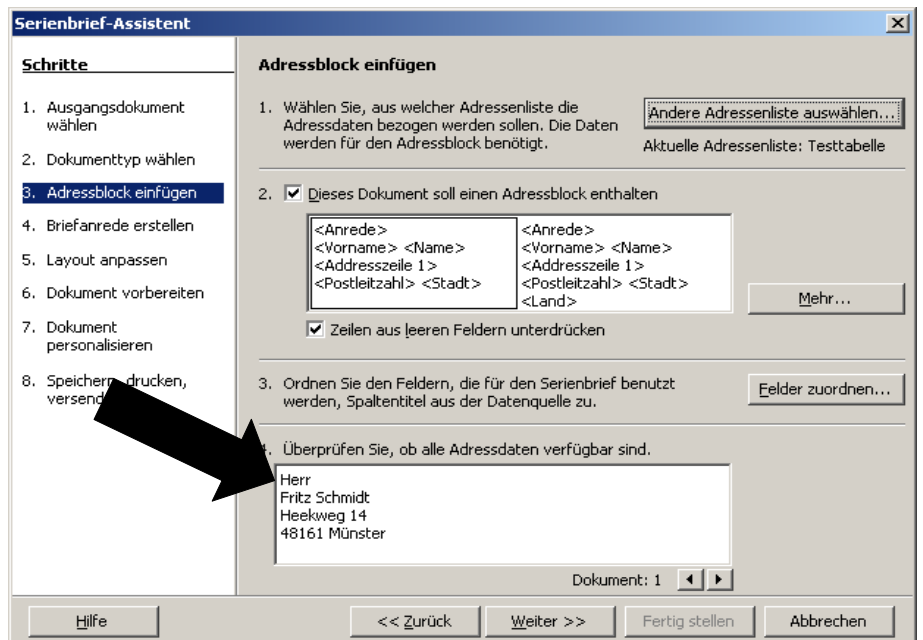 Serienbrief-Assistent
Schritte
1. Ausgangsdokument
wählen
2. Dokumenttyp wählen
3. Adressblock einfügen
4. Briefanrede erstellen
5. Layout anpassen
6. Dokument vorbereiten
7. Dokument
personalisieren
8. Speichern, drucken,
Adressblock einfügen
1. Wählen Sie, aus welcher Adressenliste die
Adressdaten bezogen werden sollen. Die Daten
werden für den Adressblock benötigt.
Andere Adressenliste auswählen...
Aktuelle Adressenliste: Testtabelle
2. Dieses Dokument soll einen Adressblock enthalten
<Anrede>
<Vorname> <Name>
<Addresszeile 1>
<Postleitzahl> <Stadt>
<Anrede>
<Vorname> <Name>
<Addresszeile 1>
<Postleitzahl> <Stadt>
<Land>
Mehr...
Zeilen aus leeren Feldern unterdrücken
3. Ordnen Sie den Feldern, die für den Serienbrief benutzt
werden, Spaltentitel aus der Datenquelle zu.
Felder zuordnen...
Überprüfen Sie, ob alle Adressdaten verfügbar sind.
Herr
Fritz Schmidt
Heekweg 14
48161 Münster
Dokument: 1
Hilfe
<< Zurück
Weiter >>
Fertig stellen
Abbrechen